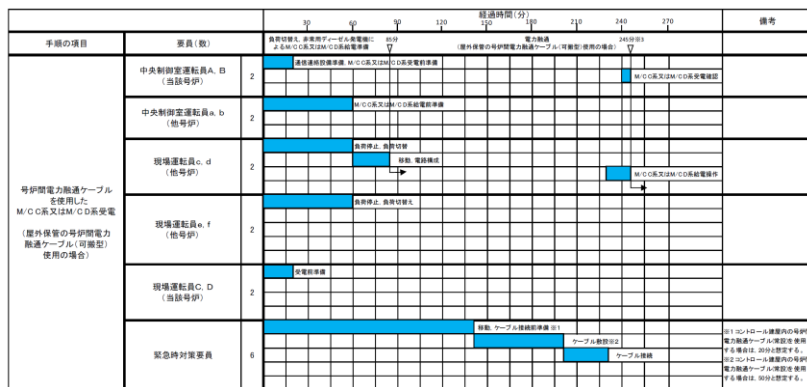 経過時間(分)
備考
30 60 90 120 150 180 210 240 270
手順の項目
要員(数)
負荷切替え,非常用ディーゼル発電機に
よるM/CC系又はM/CD系給電準備
85分
電力融通
(屋外保管の号炉間電力融通ケーブル(可搬型)使用の場合)
245分※3
号炉間電力融通ケーブル
を使用した
M/CC系又はM/CD系受電
(屋外保管の号炉間電力
融通ケーブル(可搬型)
使用の場合)
中央制御室運転員A,B
(当該号炉)
2
通信連絡設備準備,M/CC系又はM/CD系受電前準備
M/CC系又はM/CD系受電確認
中央制御室運転員a,b
(他号炉)
2
M/CC系又はM/CD系給電前準備
現場運転員c,d
(他号炉)
2
負荷停止,負荷切替
移動,電路構成
M/CC系又はM/CD系給電操作
現場運転員e,f
(他号炉)
2
負荷停止,負荷切替え
現場運転員C,D
(当該号炉)
2
受電前準備
緊急時対策要員
6
移動,ケーブル接続前準備※1
ケーブル敷設※2
ケーブル接続
※1コントロール建屋内の号炉間
電力融通ケーブル(常設)を使用
する場合は,20分と想定する。
※2コントロール建屋内の号炉間
電力融通ケーブル(常設)を使用
する場合は,50分と想定する。